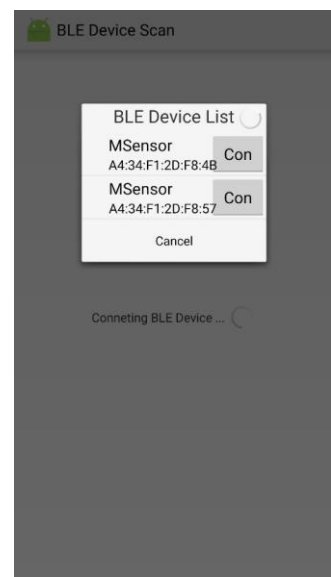 BLE Device Scan
BLE Device List
MSensor
A4:34:F1:2D:F8:4B
Con
MSensor
A4:34:F1:2D:F8:57
Con
Cancel
Conneting BLE Device ...